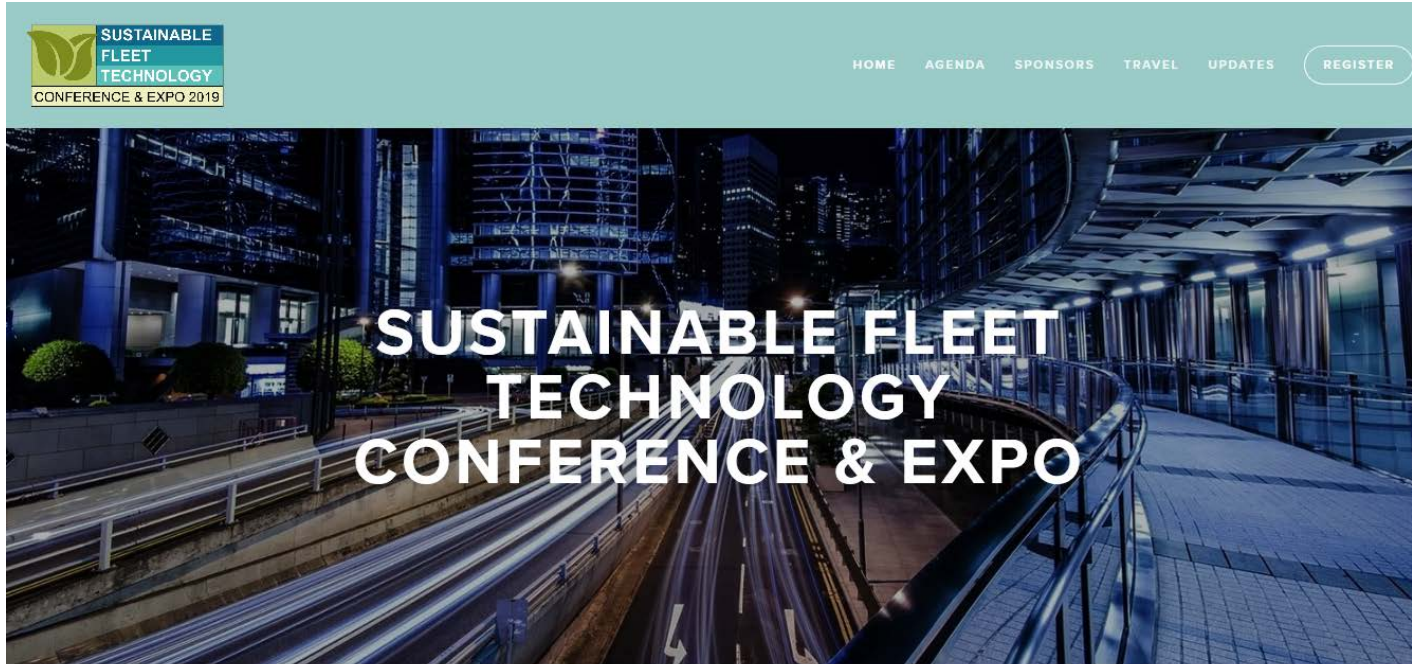 SUSTAINABLE
FLEET
TECHNOLOGY
CONFERENCE & EXPO 2019
HOME AGENDA SPONSORS TRAVEL UPDATES REGISTER
SUSTAINABLE FLEET
TECHNOLOGY
CONFERENCE & EXPO